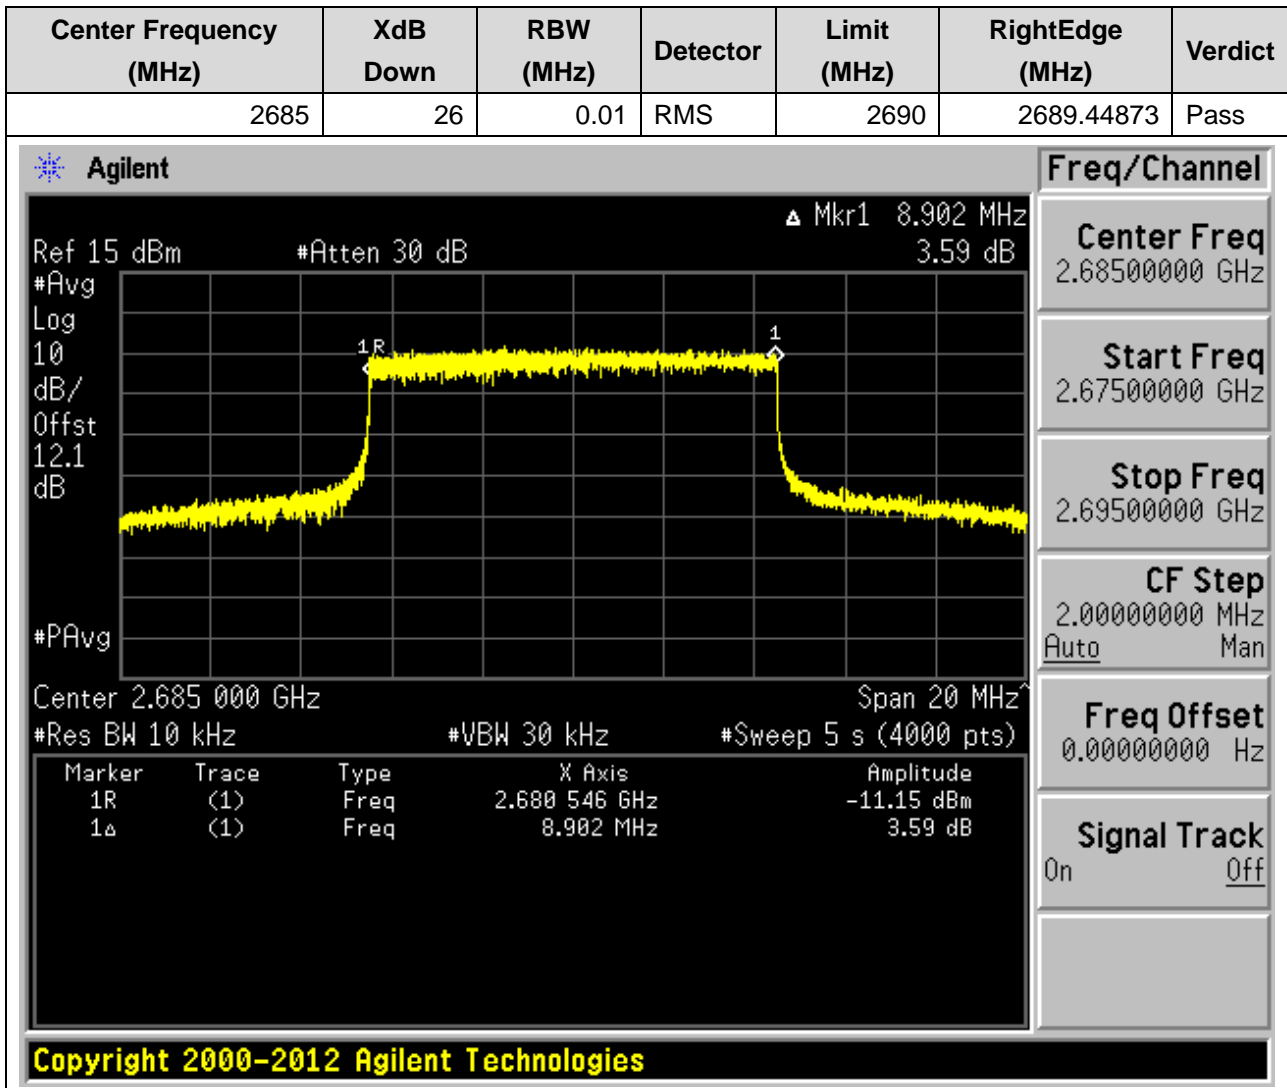 Center Frequency (MHz) XdB Down RBW (MHz) Detector Limit (MHz) RightEdge (MHz) Verdict
2685 26 0.01 RMS 2690 2689.44873 Pass
Agilent
Freq/Channel
Δ Mkr1 8.902 MHz
Ref 15 dBm #Atten 30 dB 3.59 dB
#Avg
Log
10
dB/
Offst
12.1
dB
1R
1
#PAvg
Center 2.685 000 GHz Span 20 MHz^
#Res BW 10 kHz #VBW 30 kHz #Sweep 5 s (4000 pts)
Marker Trace Type X Axis Amplitude
1R (1) Freq 2.680 546 GHz -11.15 dBm
1Δ (1) Freq 8.902 MHz 3.59 dB
Center Freq
2.68500000 GHz
Start Freq
2.67500000 GHz
Stop Freq
2.69500000 GHz
CF Step
2.00000000 MHz
Auto Man
Freq Offset
0.00000000 Hz
Signal Track
On Off
Copyright 2000-2012 Agilent Technologies